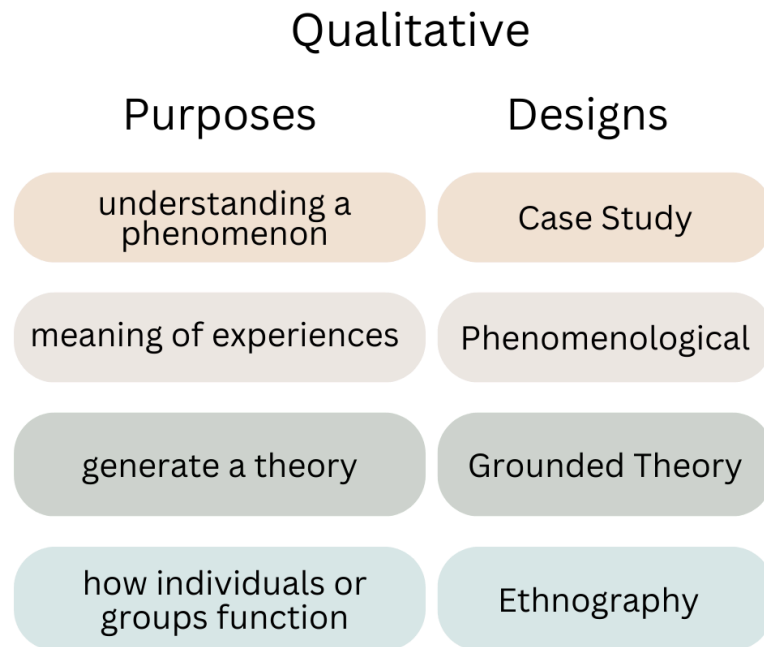 Qualitative
Purposes Designs
understanding a
phenomenon
Case Study
meaning of experiences
Phenomenological
generate a theory
Grounded Theory
how individuals or
groups function
Ethnography